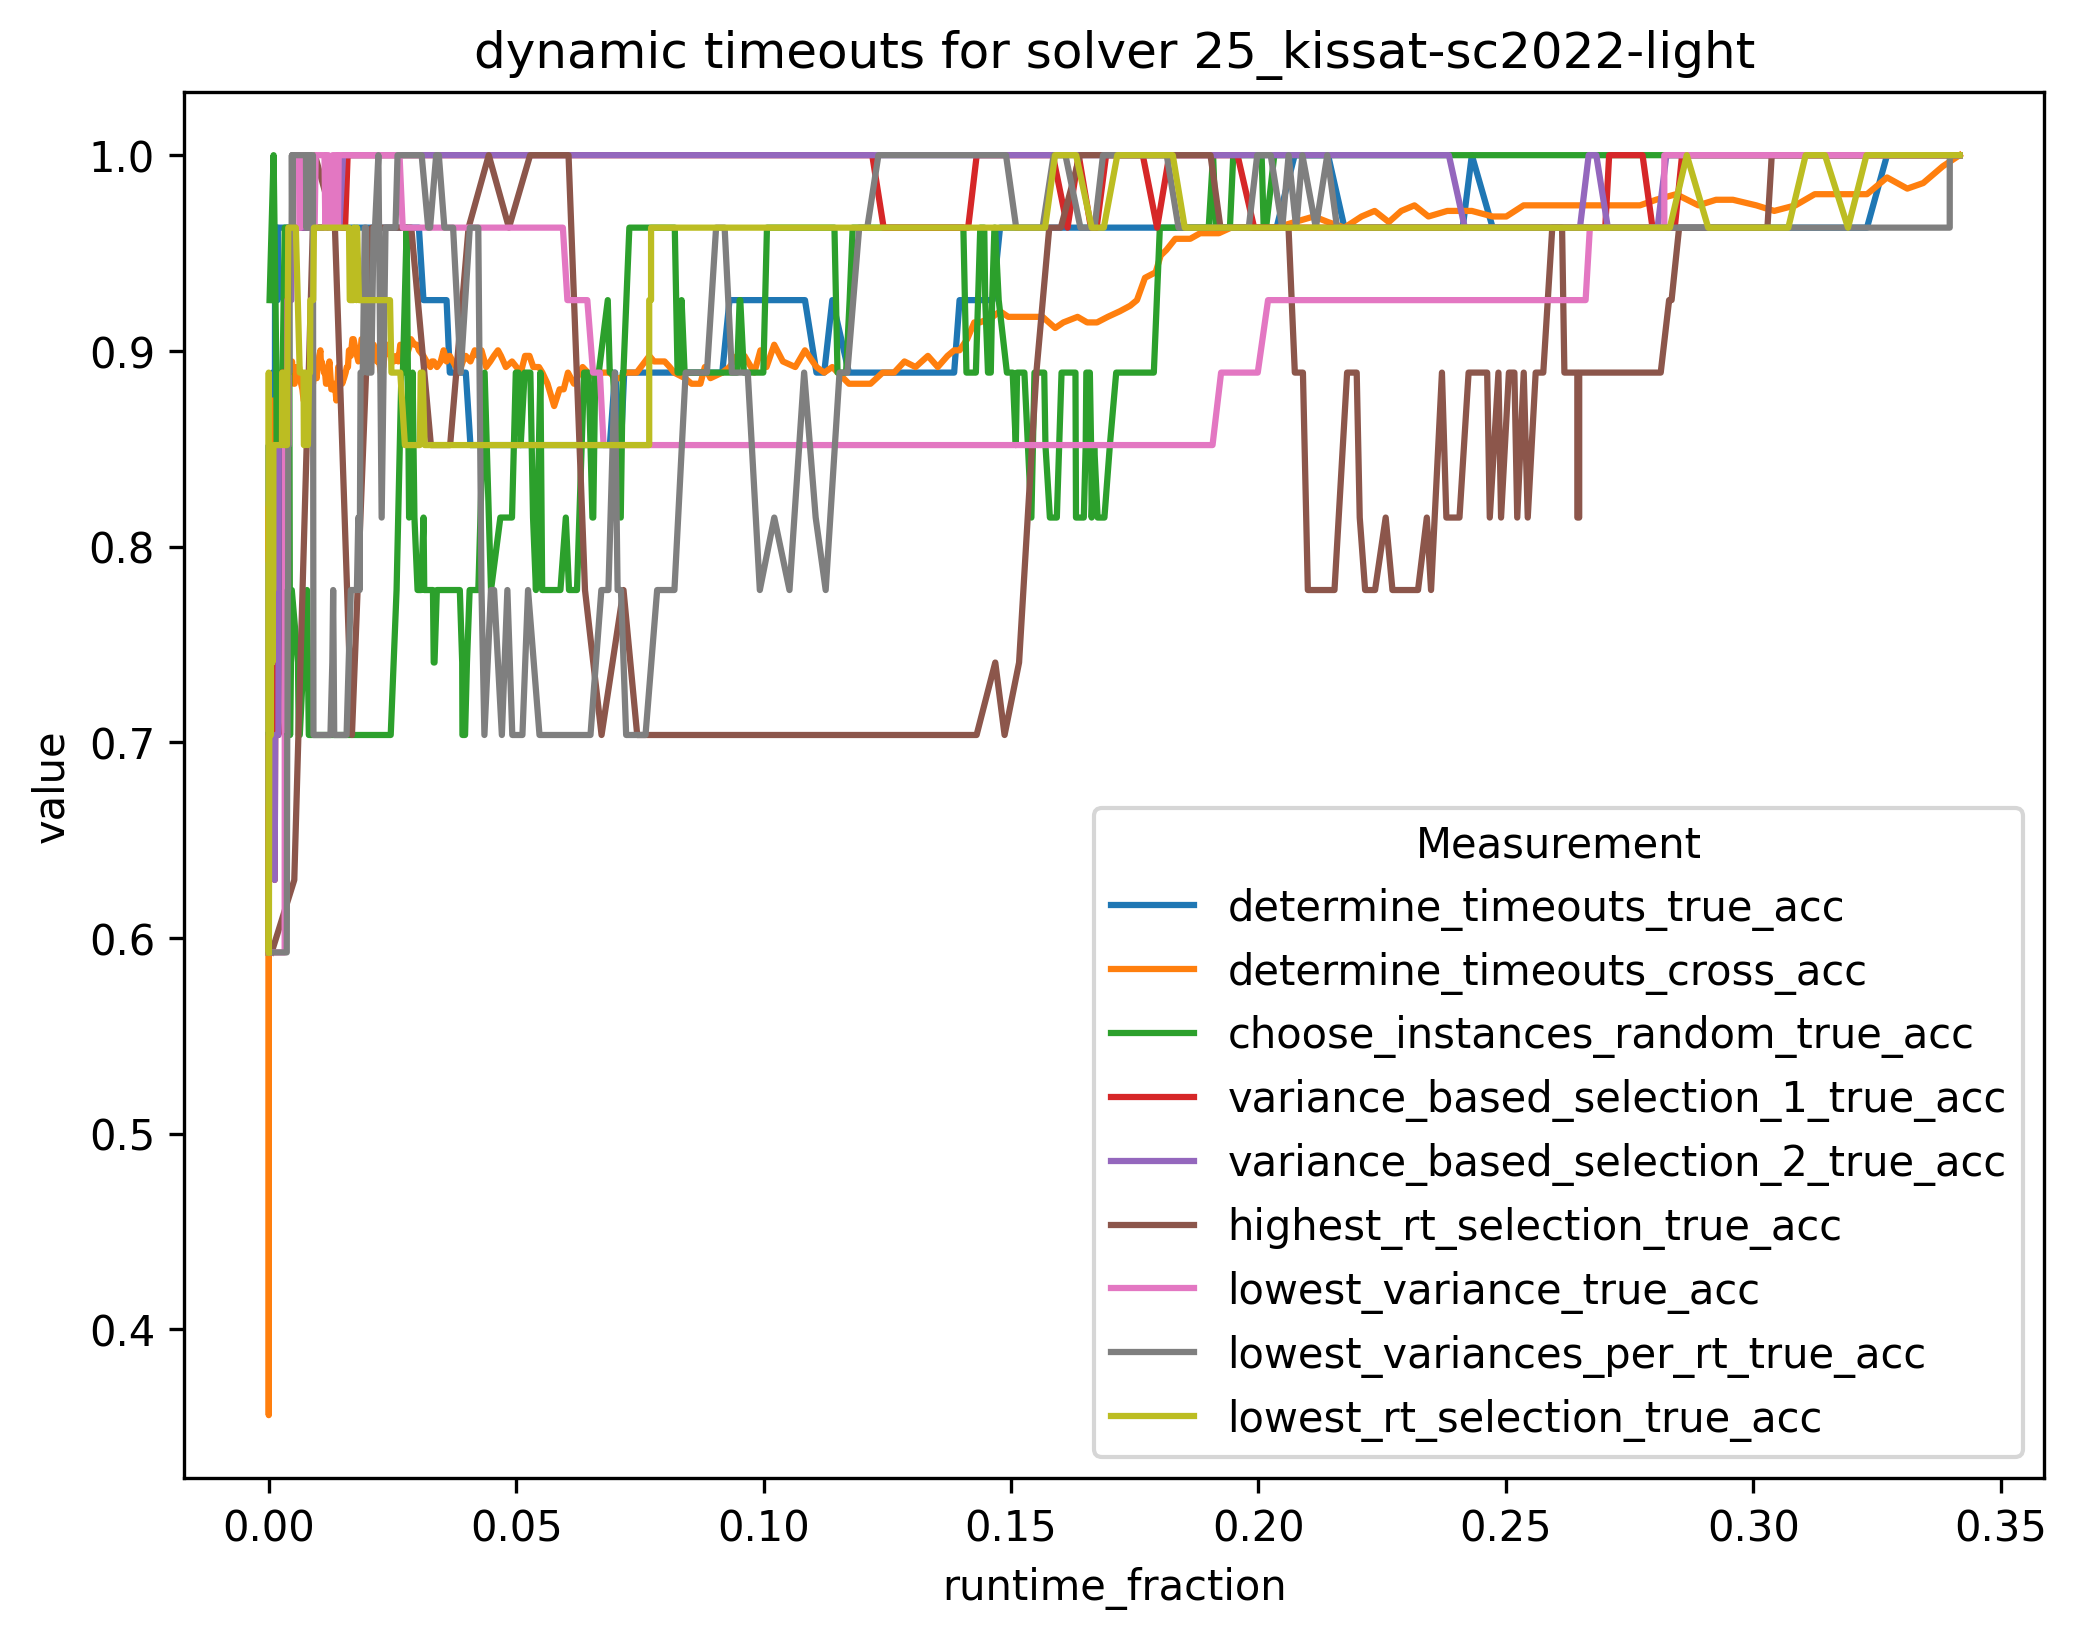 dynamic timeouts for solver 25_kissat-sc2022-light
1.0
0.9
0.8
0.7
0.6
0.5
0.4
value
0.00 0.05 0.10 0.15 0.20 0.25 0.30 0.35
runtime_fraction
Measurement
determine_timeouts_true_acc
determine_timeouts_cross_acc
choose_instances_random_true_acc
variance_based_selection_1_true_acc
variance_based_selection_2_true_acc
highest_rt_selection_true_acc
lowest_variance_true_acc
lowest_variances_per_rt_true_acc
lowest_rt_selection_true_acc